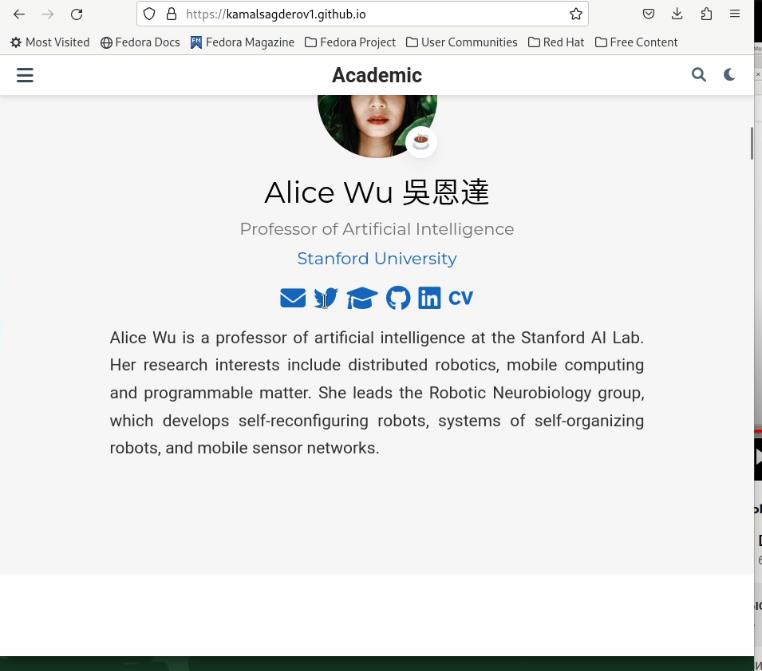 https://kamalsagderov1.github.io
Most Visited Fedora Docs Fedora Magazine Fedora Project User Communities Red Hat Free Content
Academic
Alice Wu 吳恩達
Professor of Artificial Intelligence
Stanford University
CV
Alice Wu is a professor of artificial intelligence at the Stanford AI Lab.
Her research interests include distributed robotics, mobile computing
and programmable matter. She leads the Robotic Neurobiology group,
which develops self-reconfiguring robots, systems of self-organizing
robots, and mobile sensor networks.